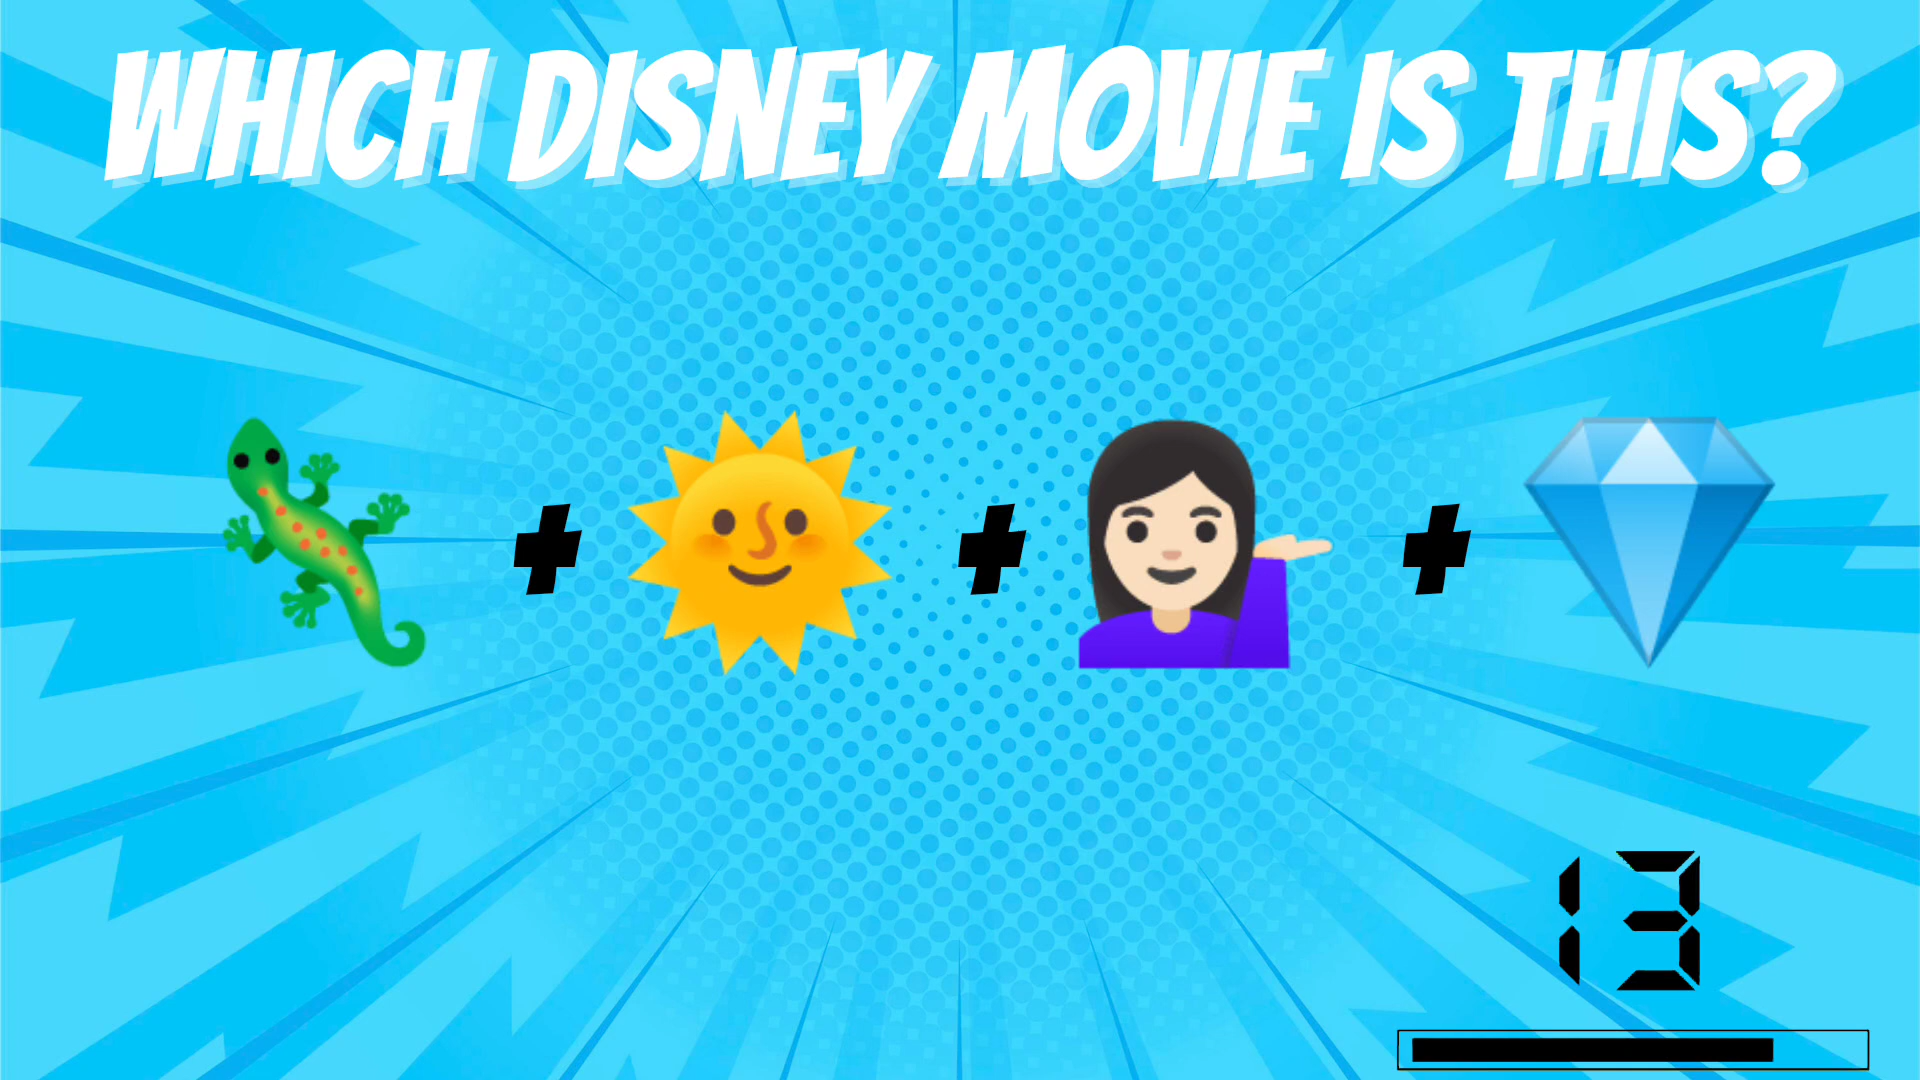 WHICH DISNEY MOVIE IS THIS?
+ + +
13